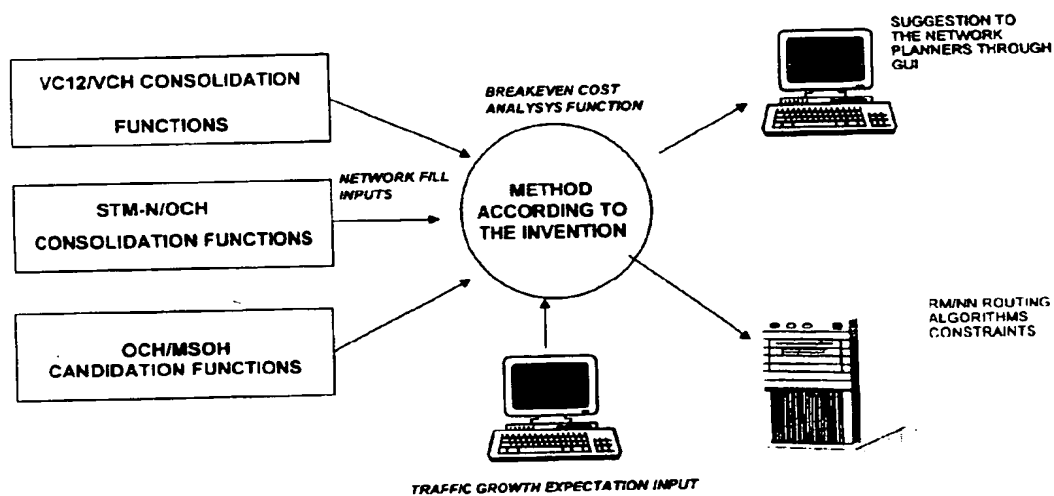 VC12/VCH CONSOLIDATION
FUNCTIONS
STM-N/OCH
CONSOLIDATION FUNCTIONS
OCH/MSOH
CANDIDATION FUNCTIONS
NETWORK FILL
INPUTS
BREAKEVEN COST
ANALYSYS FUNCTION
METHOD
ACCORDING TO
THE INVENTION
SUGGESTION TO
THE NETWORK
PLANNERS THROUGH
GUI
RM/NN ROUTING
ALGORITHMS
CONSTRAINTS
TRAFFIC GROWTH EXPECTATION INPUT